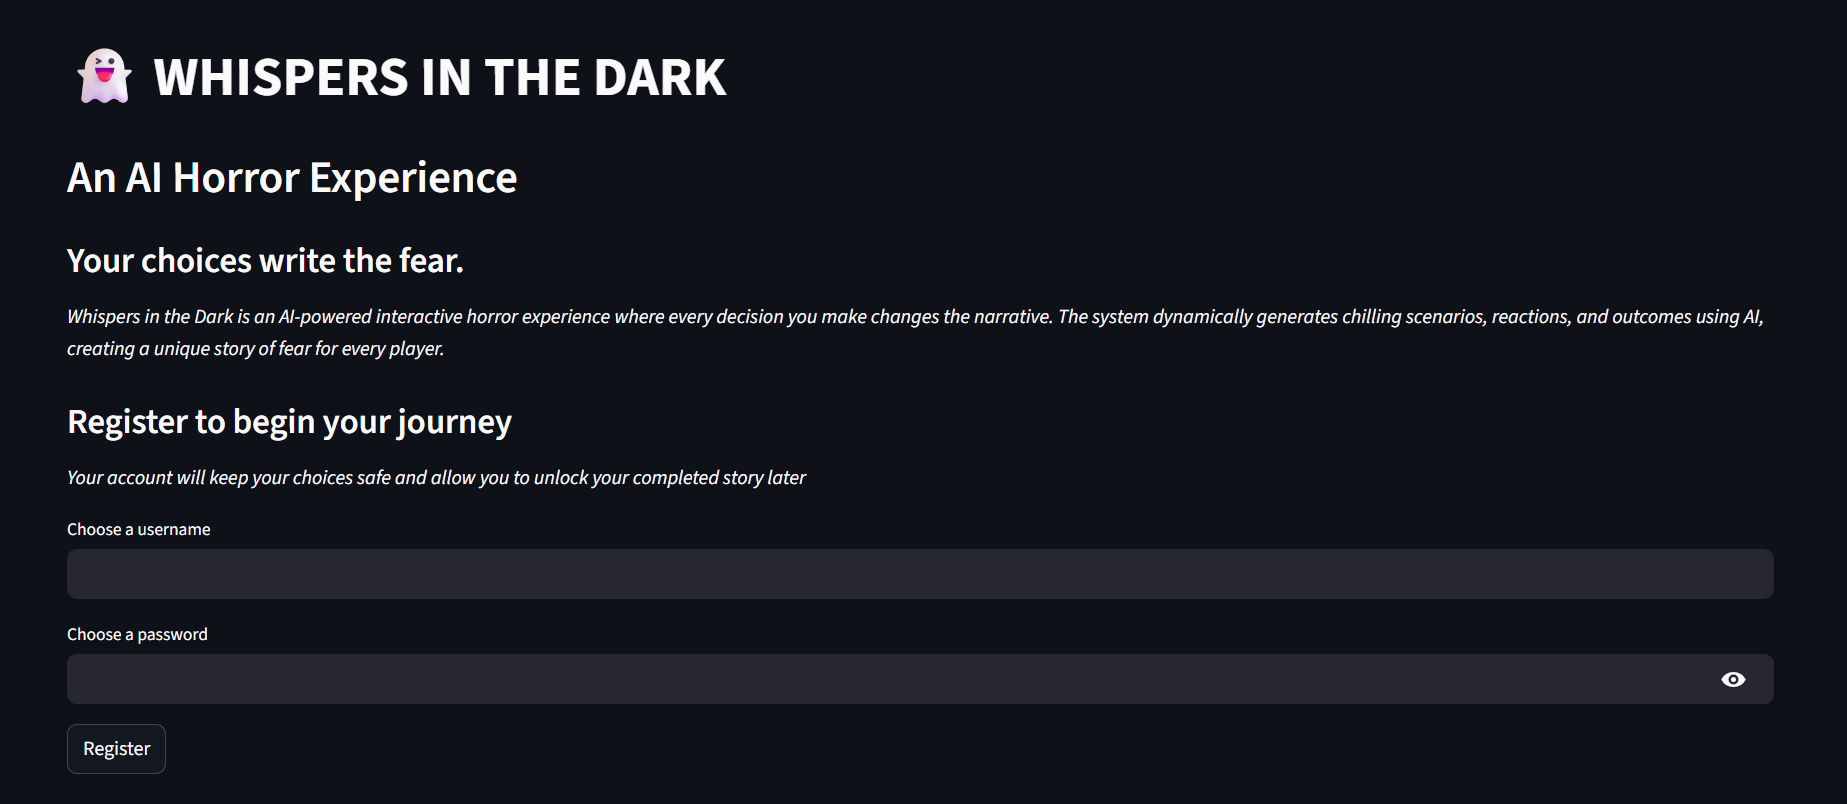 WHISPERS IN THE DARK
An AI Horror Experience
Your choices write the fear.
Whispers in the Dark is an AI-powered interactive horror experience where every decision you make changes the narrative. The system dynamically generates chilling scenarios, reactions, and outcomes using AI,
creating a unique story of fear for every player.
Register to begin your journey
Your account will keep your choices safe and allow you to unlock your completed story later
Choose a username
Choose a password
Register